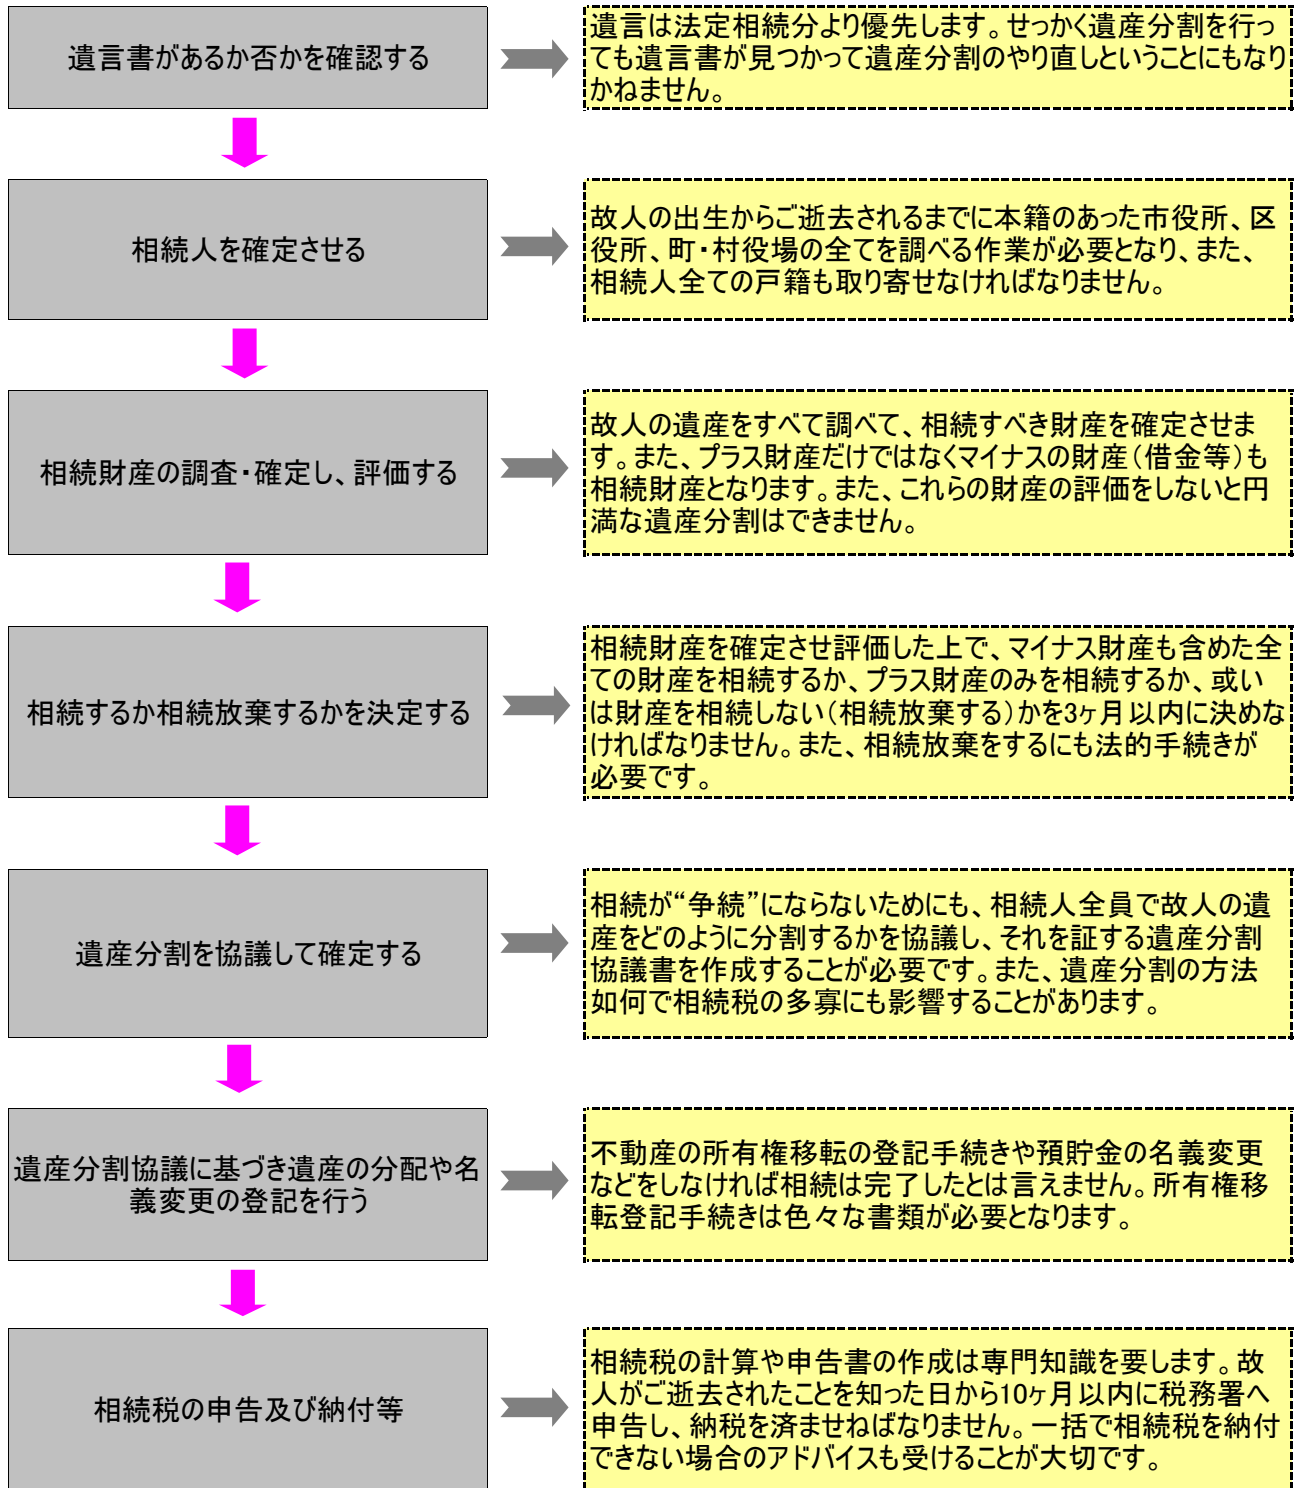 遺言書があるか否かを確認する
遺言は法定相続分より優先します。せっかく遺産分割を行っ
ても遺言書が見つかって遺産分割のやり直しということにもなり
かねません。
相続人を確定させる
故人の出生からご逝去されるまでに本籍のあった市役所、区
役所、町・村役場の全てを調べる作業が必要となり、また、
相続人全ての戸籍も取り寄せなければなりません。
相続財産の調査・確定し、評価する
故人の遺産をすべて調べて、相続すべき財産を確定させま
す。また、プラス財産だけではなくマイナスの財産（借金等）も
相続財産となります。また、これらの財産の評価をしないと円
満な遺産分割はできません。
相続するか相続放棄するかを決定する
相続財産を確定させ評価した上で、マイナス財産も含めた全
ての財産を相続するか、プラス財産のみを相続するか、或い
は財産を相続しない（相続放棄する）かを3ヶ月以内に決めな
ければなりません。また、相続放棄をするにも法的手続きが
必要です。
遺産分割を協議して確定する
相続が“争続”にならないためにも、相続人全員で故人の遺
産をどのように分割するかを協議し、それを証する遺産分割
協議書を作成することが必要です。また、遺産分割の方法
如何で相続税の多寡にも影響することがあります。
遺産分割協議に基づき遺産の分配や名
義変更の登記を行う
不動産の所有権移転の登記手続きや預貯金の名義変更
などをしなければ相続は完了したとは言えません。所有権移
転登記手続きは色々な書類が必要となります。
相続税の申告及び納付等
相続税の計算や申告書の作成は専門知識を要します。故
人がご逝去されたことを知った日から10ヶ月以内に税務署へ
申告し、納税を済ませねばなりません。一括で相続税を納付
できない場合のアドバイスも受けることが大切です。